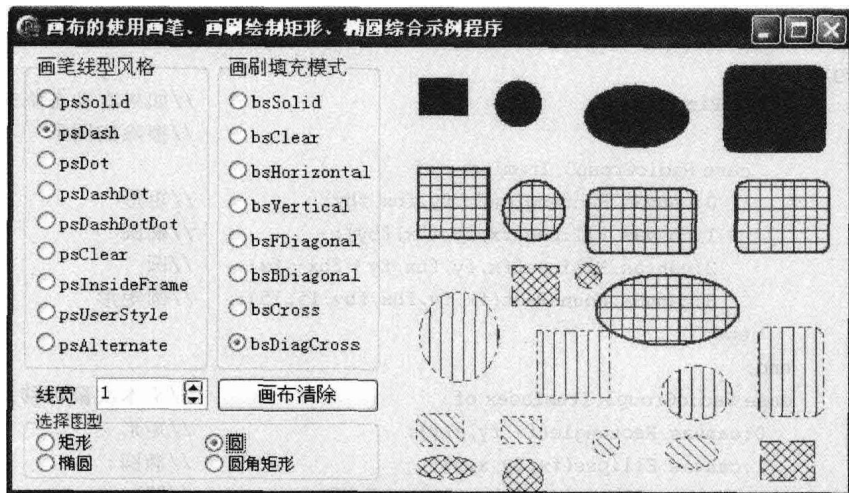 画布的使用画笔、画刷绘制矩形、椭圆综合示例程序
画笔线型风格
psSolid
psDash
psDot
psDashDot
psDashDotDot
psClear
psInsideFrame
psUserStyle
psAlternate
画刷填充模式
bsSolid
bsClear
bsHorizontal
bsVertical
bsFDiagonal
bsBDiagonal
bsCross
bsDiagCross
线宽 1
画布清除
选择图型
矩形 圆
椭圆 圆角矩形